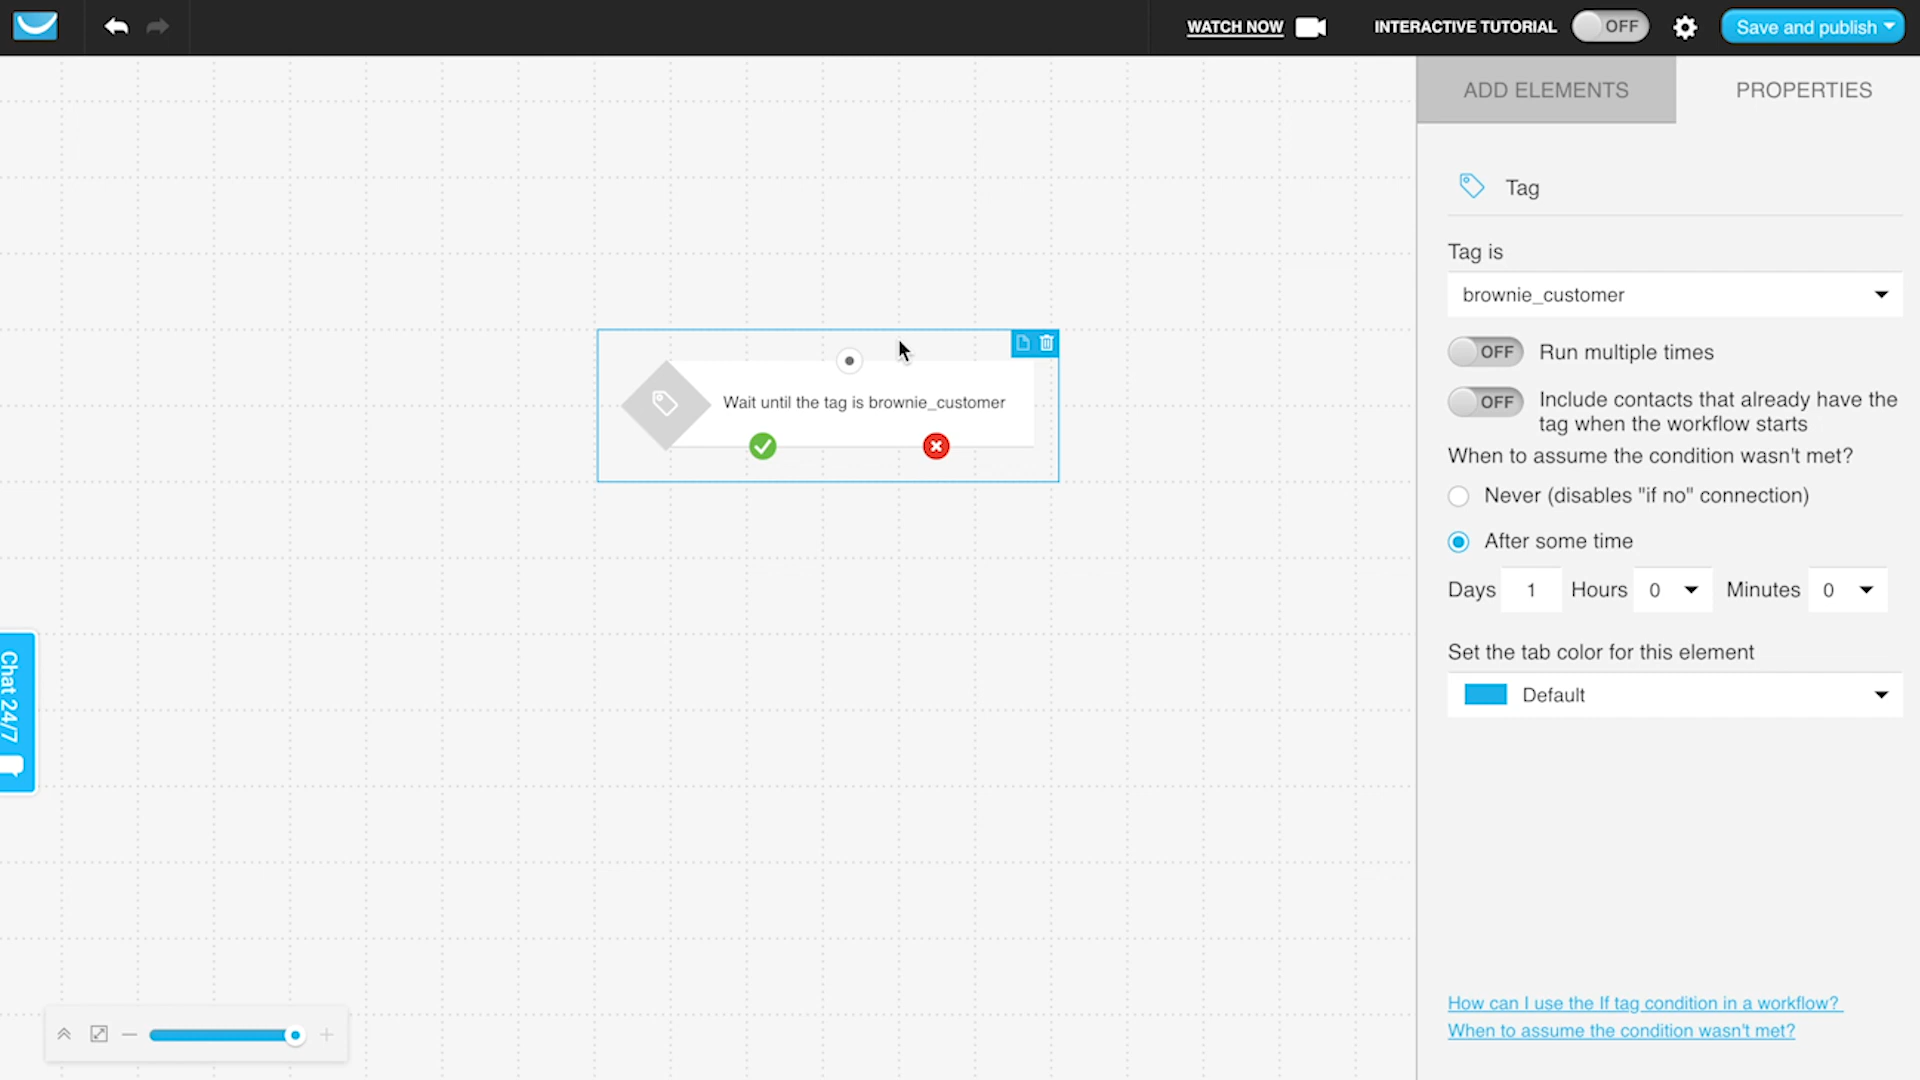 WATCH NOW
INTERACTIVE TUTORIAL
OFF
Save and publish
ADD ELEMENTS
PROPERTIES
Tag
Tag is
brownie_customer
OFF
Run multiple times
OFF
Include contacts that already have the
tag when the workflow starts
When to assume the condition wasn't met?
Never (disables "if no" connection)
After some time
Days 1 Hours 0 Minutes 0
Set the tab color for this element
Default
How can I use the If tag condition in a workflow?
When to assume the condition wasn't met?
Wait until the tag is brownie_customer
Chat 24/7